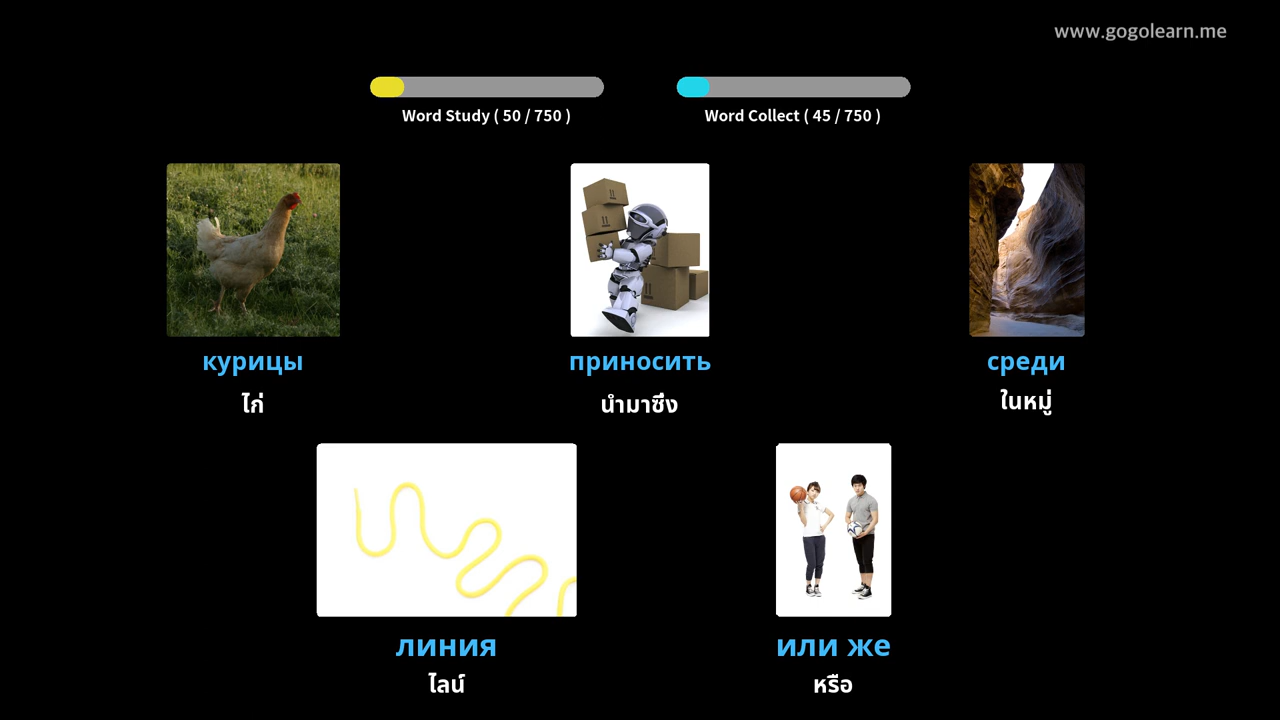 www.gogolearn.me
Word Study ( 50 / 750 )
Word Collect ( 45 / 750 )
курицы
приносить
среди
ไก่
นำมาซึ่ง
ในหมู่
линия
или же
ไลน์
หรือ